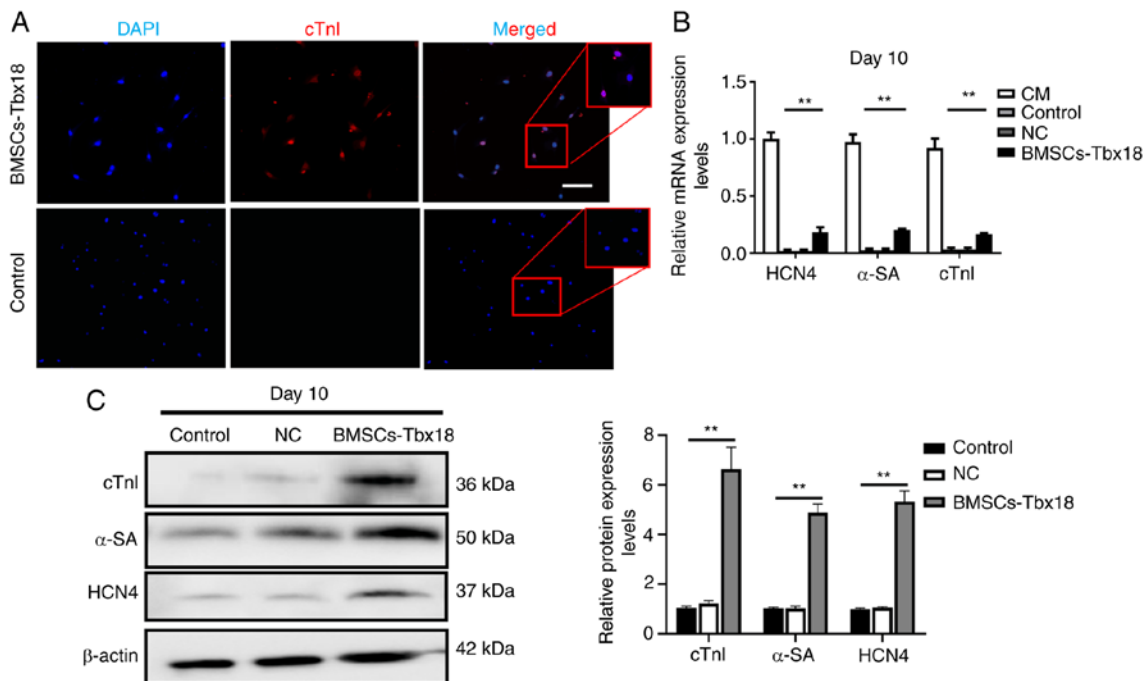 A
DAPI
cTnI
Merged
BMSCs-Tbx18
Control
B
Day 10
Relative mRNA expression
levels
1.5
1.0
0.5
0.0
**
**
**
HCN4
α-SA
cTnI
CM
Control
NC
BMSCs-Tbx18
C
Day 10
Control
NC
BMSCs-Tbx18
cTnI
36 kDa
α-SA
50 kDa
HCN4
37 kDa
β-actin
42 kDa
Relative protein expression
levels
8
6
4
2
0
**
**
**
cTnI
α-SA
HCN4
Control
NC
BMSCs-Tbx18